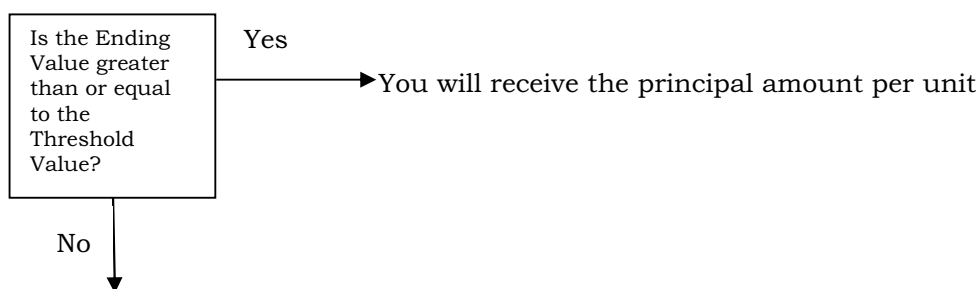 Is the Ending
Value greater
than or equal
to the
Threshold
Value?
Yes
You will receive the principal amount per unit
No